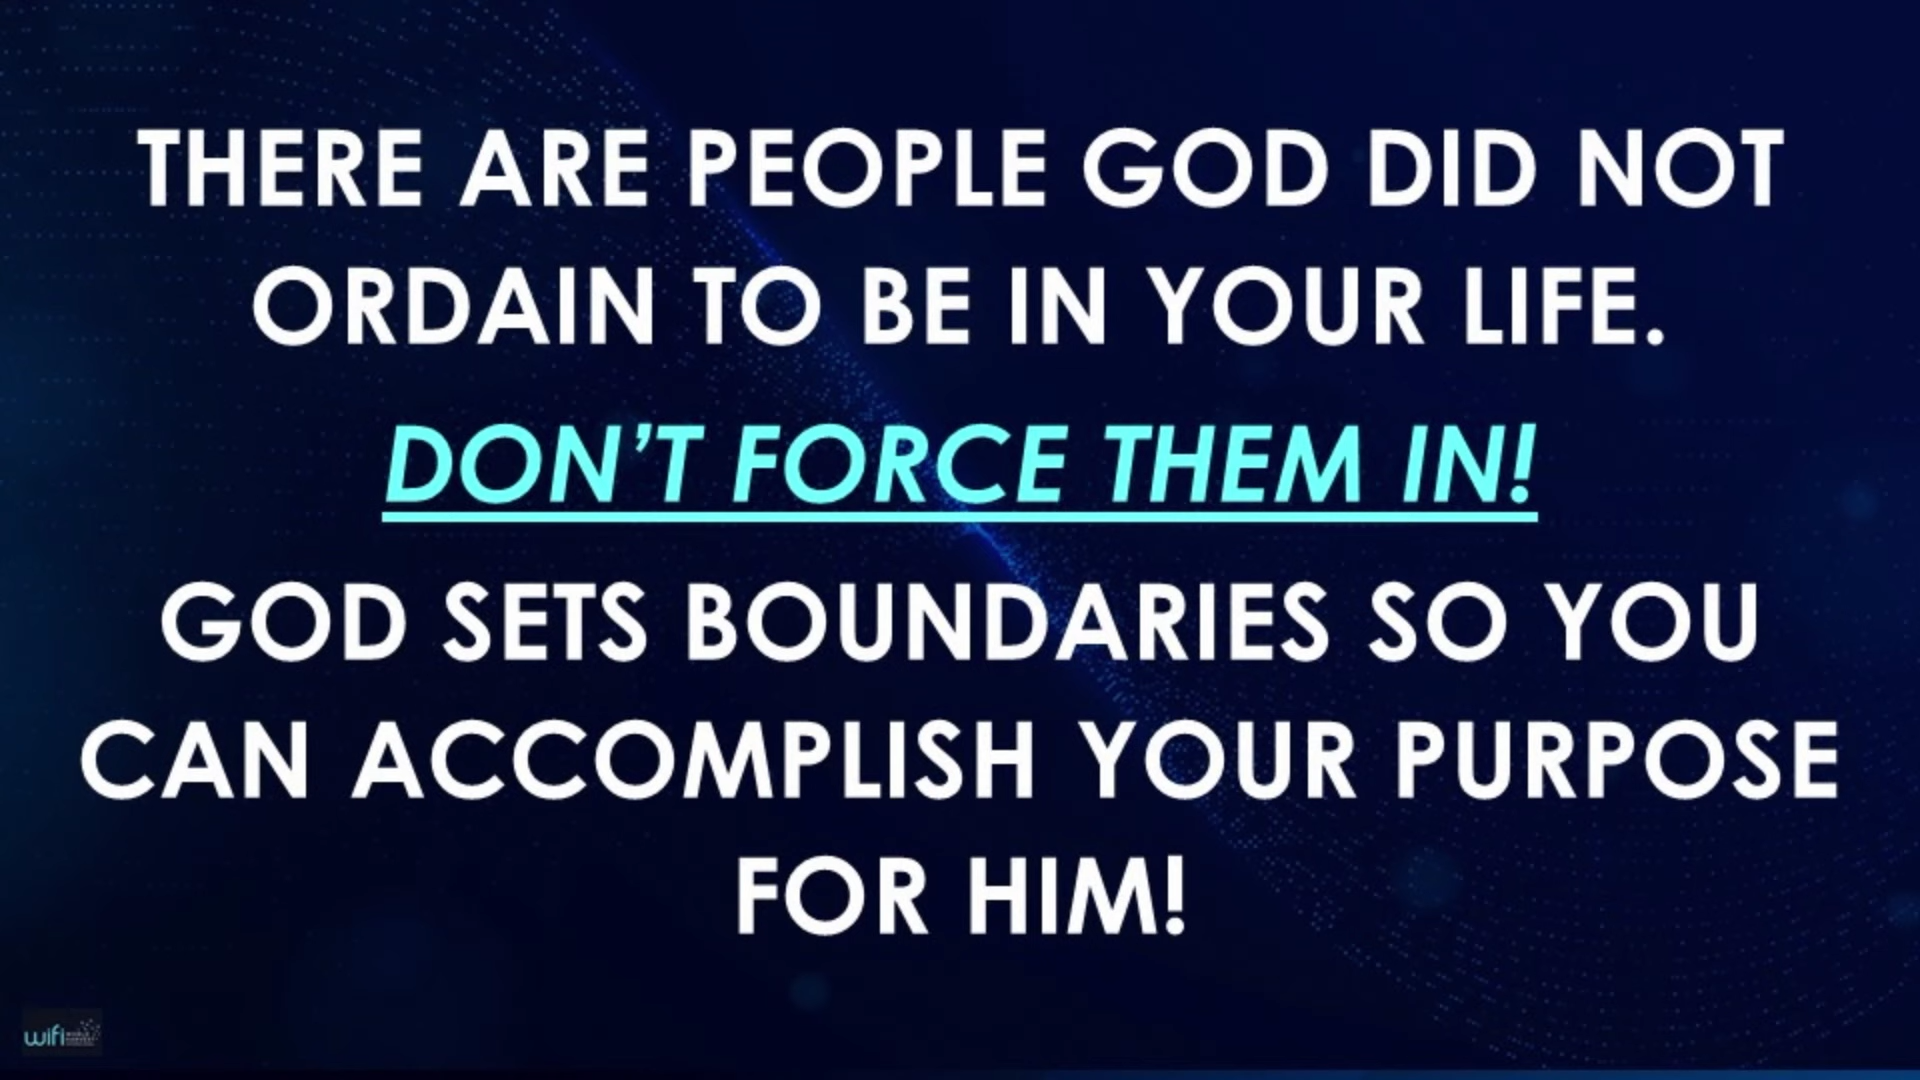 THERE ARE PEOPLE GOD DID NOT
ORDAIN TO BE IN YOUR LIFE.
DON'T FORCE THEM IN!
GOD SETS BOUNDARIES SO YOU
CAN ACCOMPLISH YOUR PURPOSE
FOR HIM!
wifi